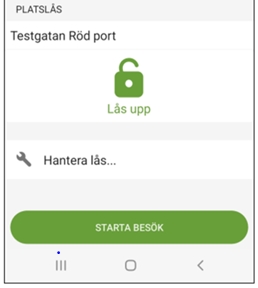 PLATSLÅS
Testgatan Röd port
Lås upp
Hantera lås...
STARTA BESÖK